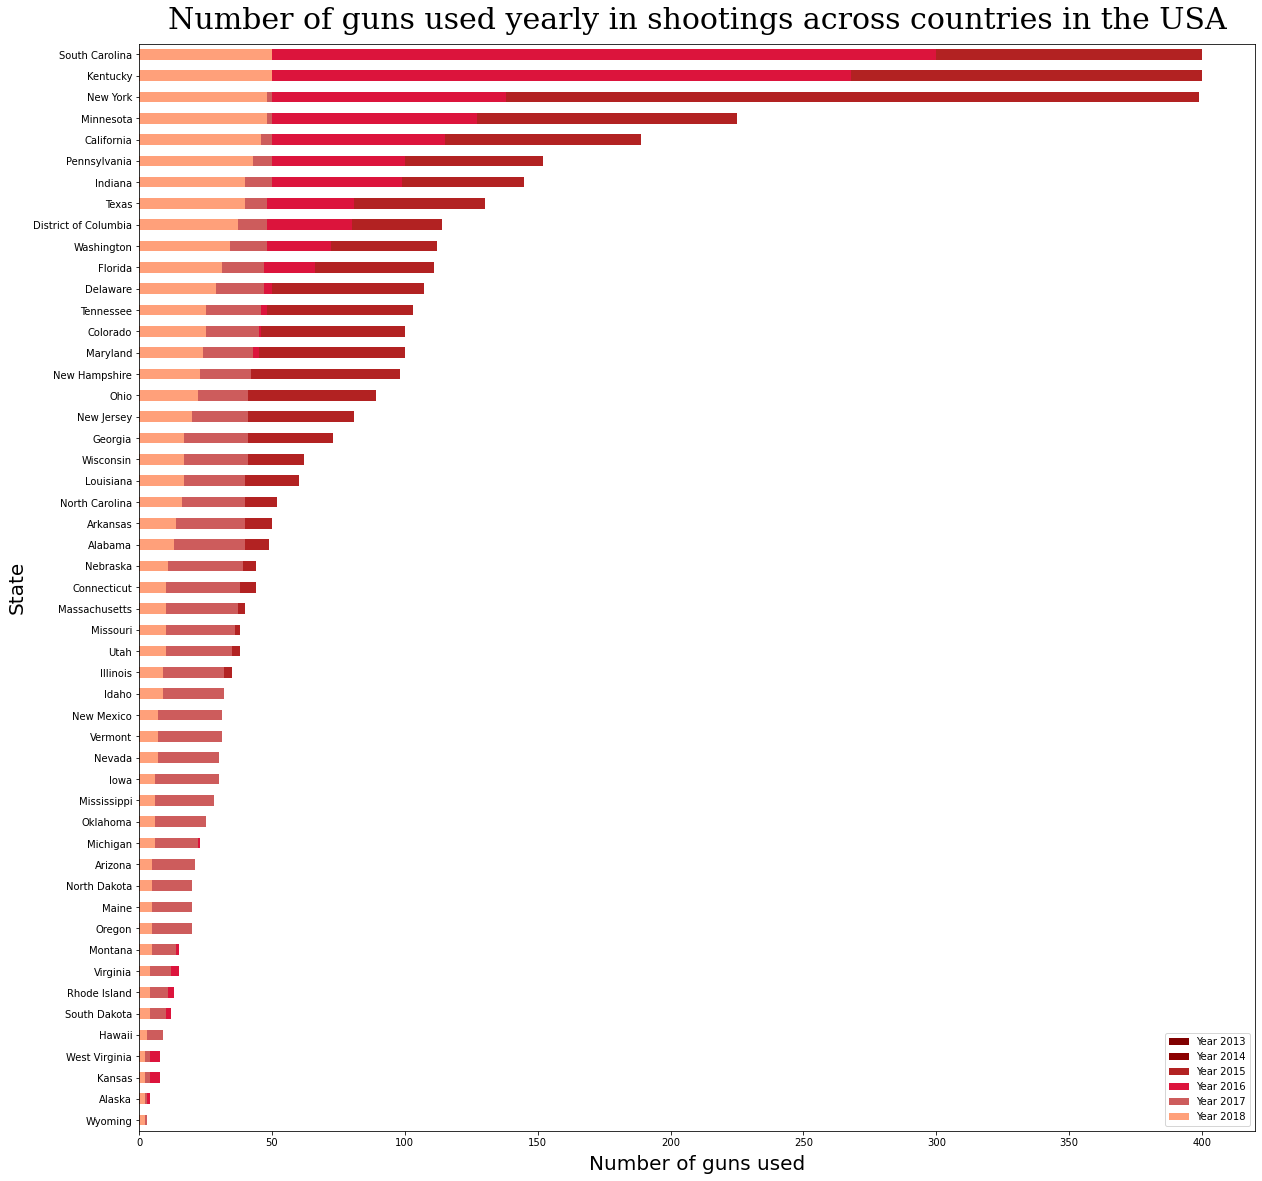 Number of guns used yearly in shootings across countries in the USA
State
South Carolina
Kentucky
New York
Minnesota
California
Pennsylvania
Indiana
Texas
District of Columbia
Washington
Florida
Delaware
Tennessee
Colorado
Maryland
New Hampshire
Ohio
New Jersey
Georgia
Wisconsin
Louisiana
North Carolina
Arkansas
Alabama
Nebraska
Connecticut
Massachusetts
Missouri
Utah
Illinois
Idaho
New Mexico
Vermont
Nevada
Iowa
Mississippi
Oklahoma
Michigan
Arizona
North Dakota
Maine
Oregon
Montana
Virginia
Rhode Island
South Dakota
Hawaii
West Virginia
Kansas
Alaska
Wyoming
Year 2013
Year 2014
Year 2015
Year 2016
Year 2017
Year 2018
0 50 100 150 200 250 300 350 400
Number of guns used